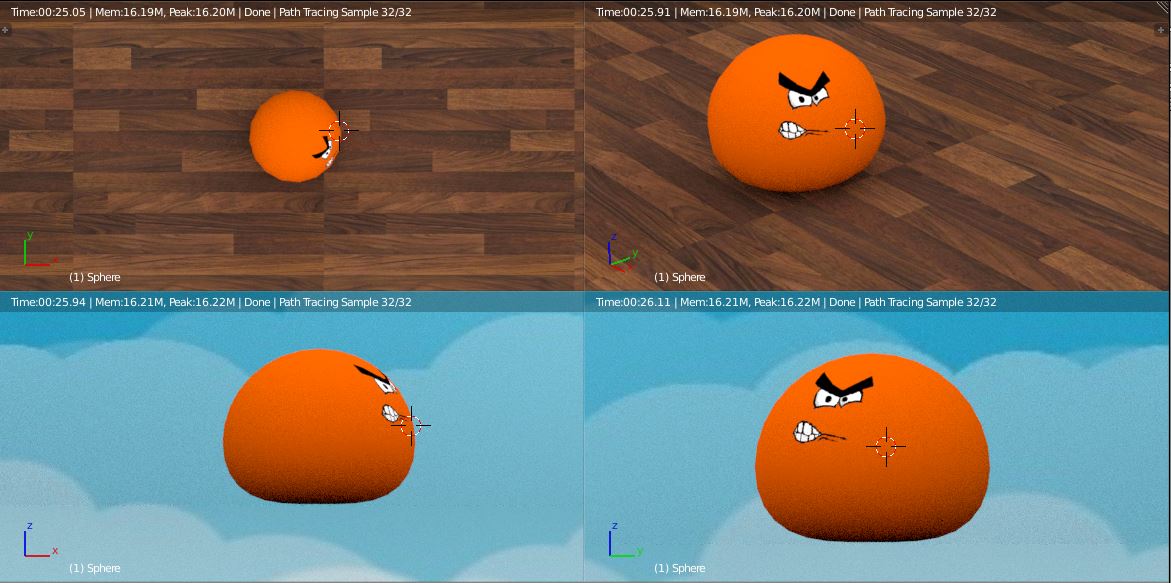 Time:00:25.05 | Mem:16.19M, Peak:16.20M | Done | Path Tracing Sample 32/32
y
x
(1) Sphere
Time:00:25.91 | Mem:16.19M, Peak:16.20M | Done | Path Tracing Sample 32/32
z
y
x
(1) Sphere
Time:00:25.94 | Mem:16.21M, Peak:16.22M | Done | Path Tracing Sample 32/32
z
x
(1) Sphere
Time:00:26.11 | Mem:16.21M, Peak:16.22M | Done | Path Tracing Sample 32/32
z
y
(1) Sphere